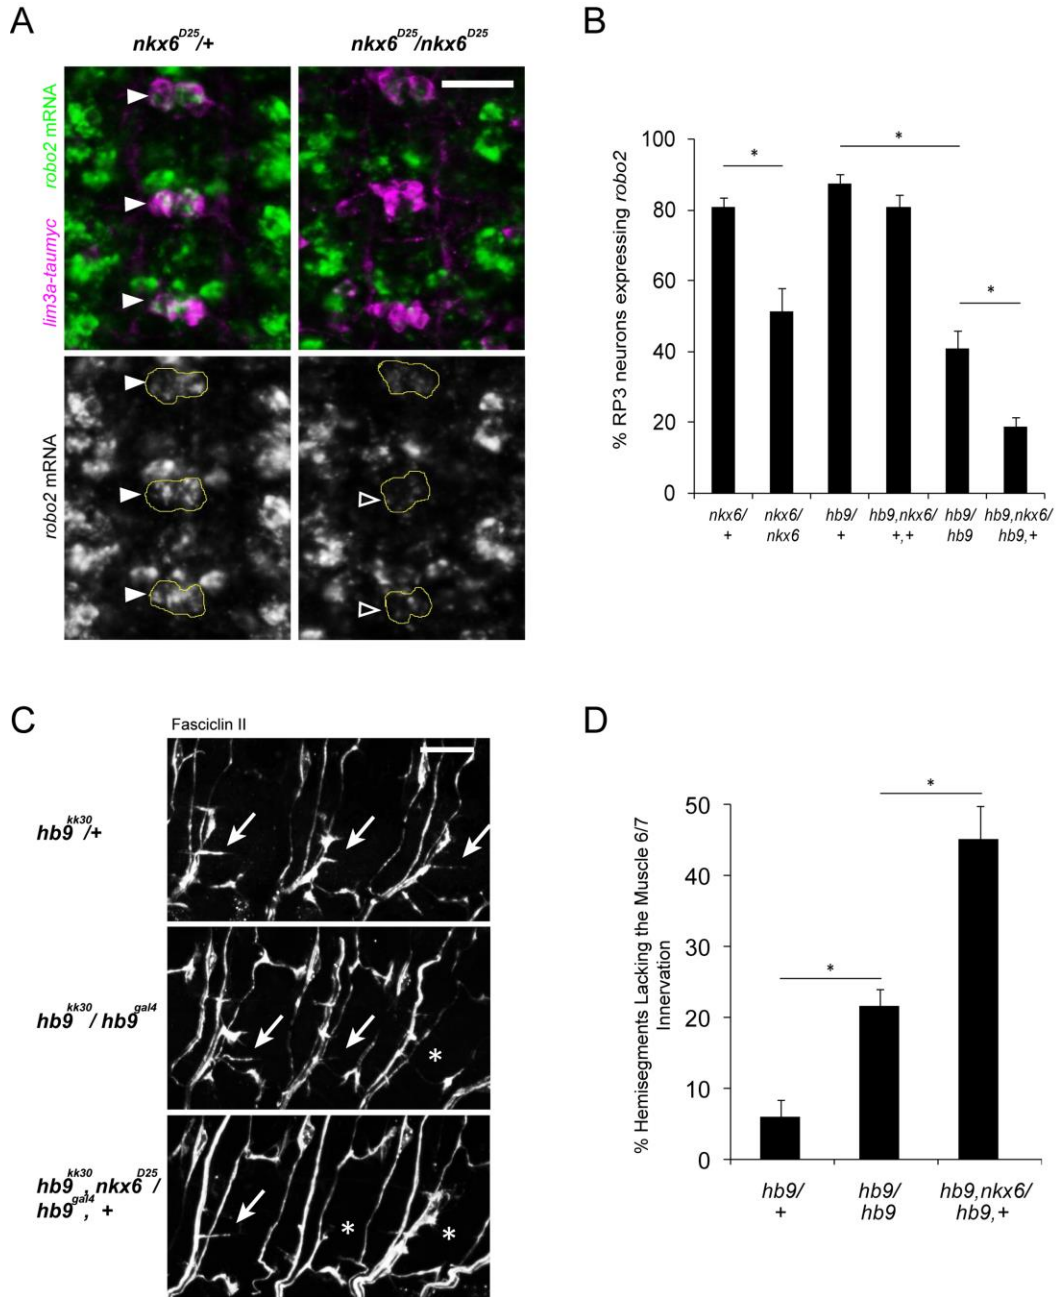 A
nkx6D25/+
nkx6D25/nkx6D25
robo2 mRNA
lim3a-taumyc
robo2 mRNA
B
% RP3 neurons expressing robo2
100
80
60
40
20
0
*
*
*
nkx6/
+
nkx6/
nkx6
hb9/
+
hb9,nkx6/
+,+
hb9/
hb9
hb9,nkx6/
hb9,+
C
Fasciclin II
hb9kk30/+
hb9kk30/ hb9gal4
*
hb9kk30, nkx6D25/
hb9gal4, +
*
*
D
% Hemisegments Lacking the Muscle 6/7
Innervation
50
40
30
20
10
0
*
*
hb9/
+
hb9/
hb9
hb9,nkx6/
hb9,+